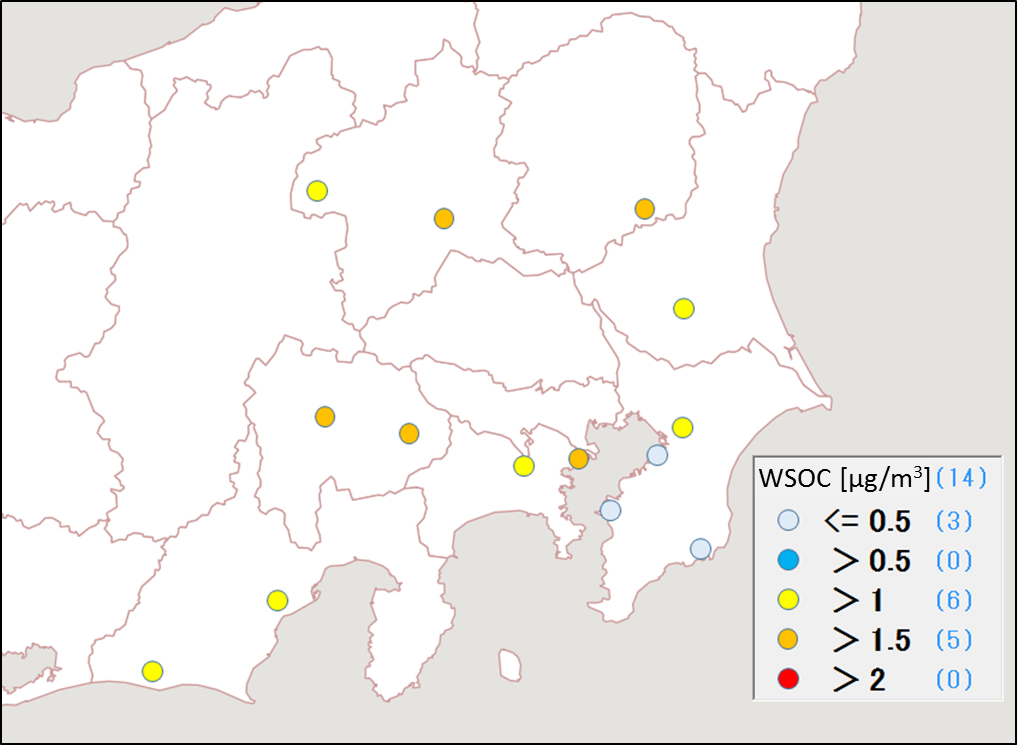 WSOC [μg/m³] (14)
<= 0.5 (3)
> 0.5 (0)
> 1 (6)
> 1.5 (5)
> 2 (0)